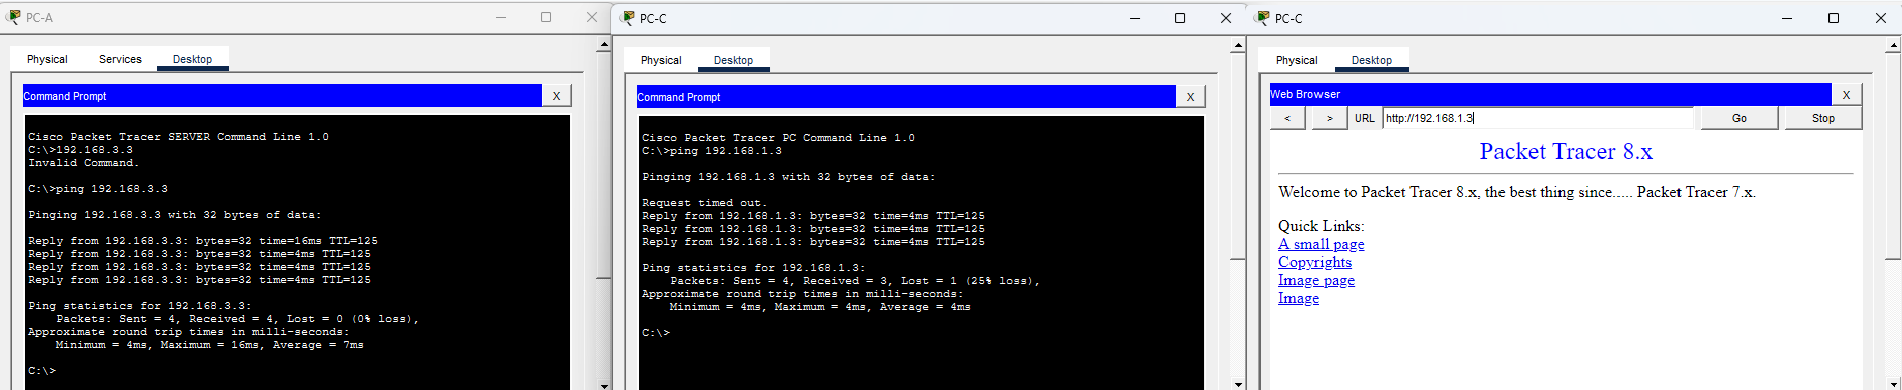 PC-A
Physical Services Desktop
Command Prompt X
Cisco Packet Tracer SERVER Command Line 1.0
C:\>192.168.3.3
Invalid Command.
C:\>ping 192.168.3.3
Pinging 192.168.3.3 with 32 bytes of data:
Reply from 192.168.3.3: bytes=32 time=16ms TTL=125
Reply from 192.168.3.3: bytes=32 time=4ms TTL=125
Reply from 192.168.3.3: bytes=32 time=4ms TTL=125
Reply from 192.168.3.3: bytes=32 time=4ms TTL=125
Ping statistics for 192.168.3.3:
Packets: Sent = 4, Received = 4, Lost = 0 (0% loss),
Approximate round trip times in milli-seconds:
Minimum = 4ms, Maximum = 16ms, Average = 7ms
C:\>
PC-C
Physical Desktop
Command Prompt X
Cisco Packet Tracer PC Command Line 1.0
C:\>ping 192.168.1.3
Pinging 192.168.1.3 with 32 bytes of data:
Request timed out.
Reply from 192.168.1.3: bytes=32 time=4ms TTL=125
Reply from 192.168.1.3: bytes=32 time=4ms TTL=125
Reply from 192.168.1.3: bytes=32 time=4ms TTL=125
Ping statistics for 192.168.1.3:
Packets: Sent = 4, Received = 3, Lost = 1 (25% loss),
Approximate round trip times in milli-seconds:
Minimum = 4ms, Maximum = 4ms, Average = 4ms
C:\>
PC-C
Physical Desktop
Web Browser X
< > URL http://192.168.1.3 Go Stop
Packet Tracer 8.x
Welcome to Packet Tracer 8.x, the best thing since..... Packet Tracer 7.x.
Quick Links:
A small page
Copyrights
Image page
Image